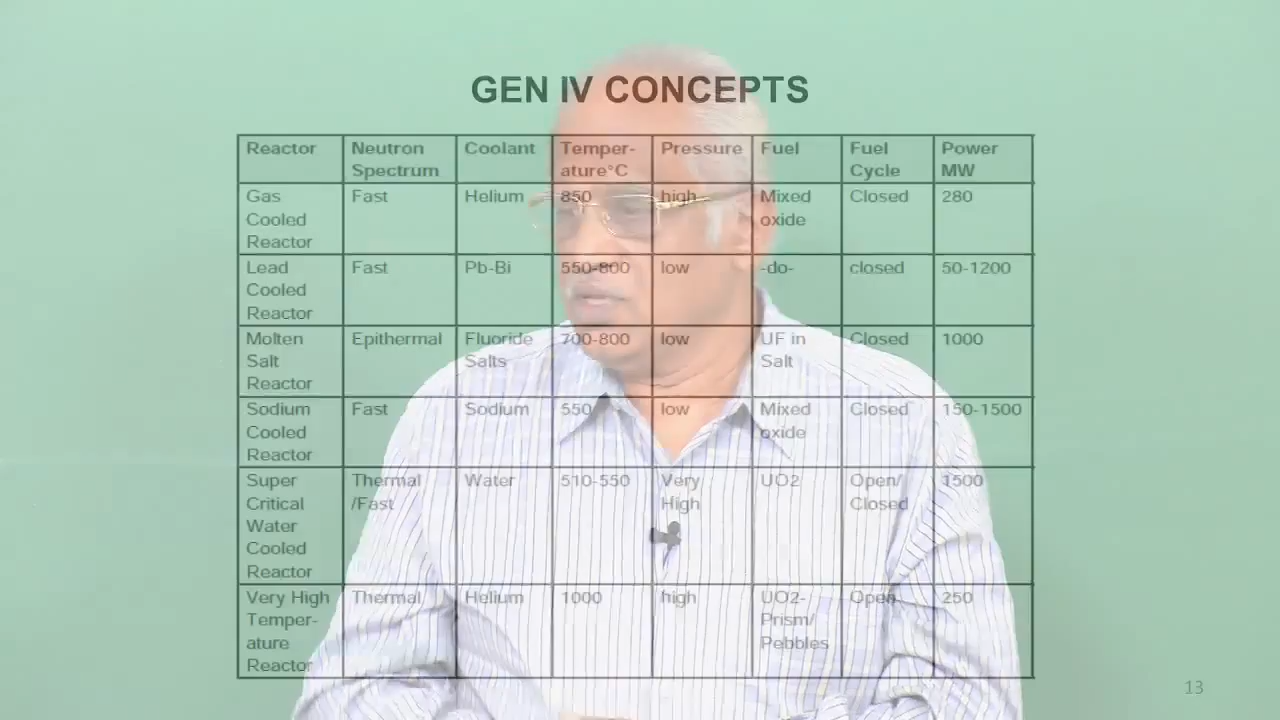 GEN IV CONCEPTS
Reactor Neutron Spectrum Coolant Temper-ature°C Pressure Fuel Fuel Cycle Power MW
Gas Cooled Reactor Fast Helium 850 high Mixed oxide Closed 280
Lead Cooled Reactor Fast Pb-Bi 550-800 low -do- closed 50-1200
Molten Salt Reactor Epithermal Fluoride Salts 700-800 low UF in Salt Closed 1000
Sodium Cooled Reactor Fast Sodium 550 low Mixed oxide Closed 150-1500
Super Critical Water Cooled Reactor Thermal /Fast Water 510-550 Very High UO2 Open/ Closed 1500
Very High Temper-ature Reactor Thermal Helium 1000 high UO2- Prism/ Pebbles Open 250
13